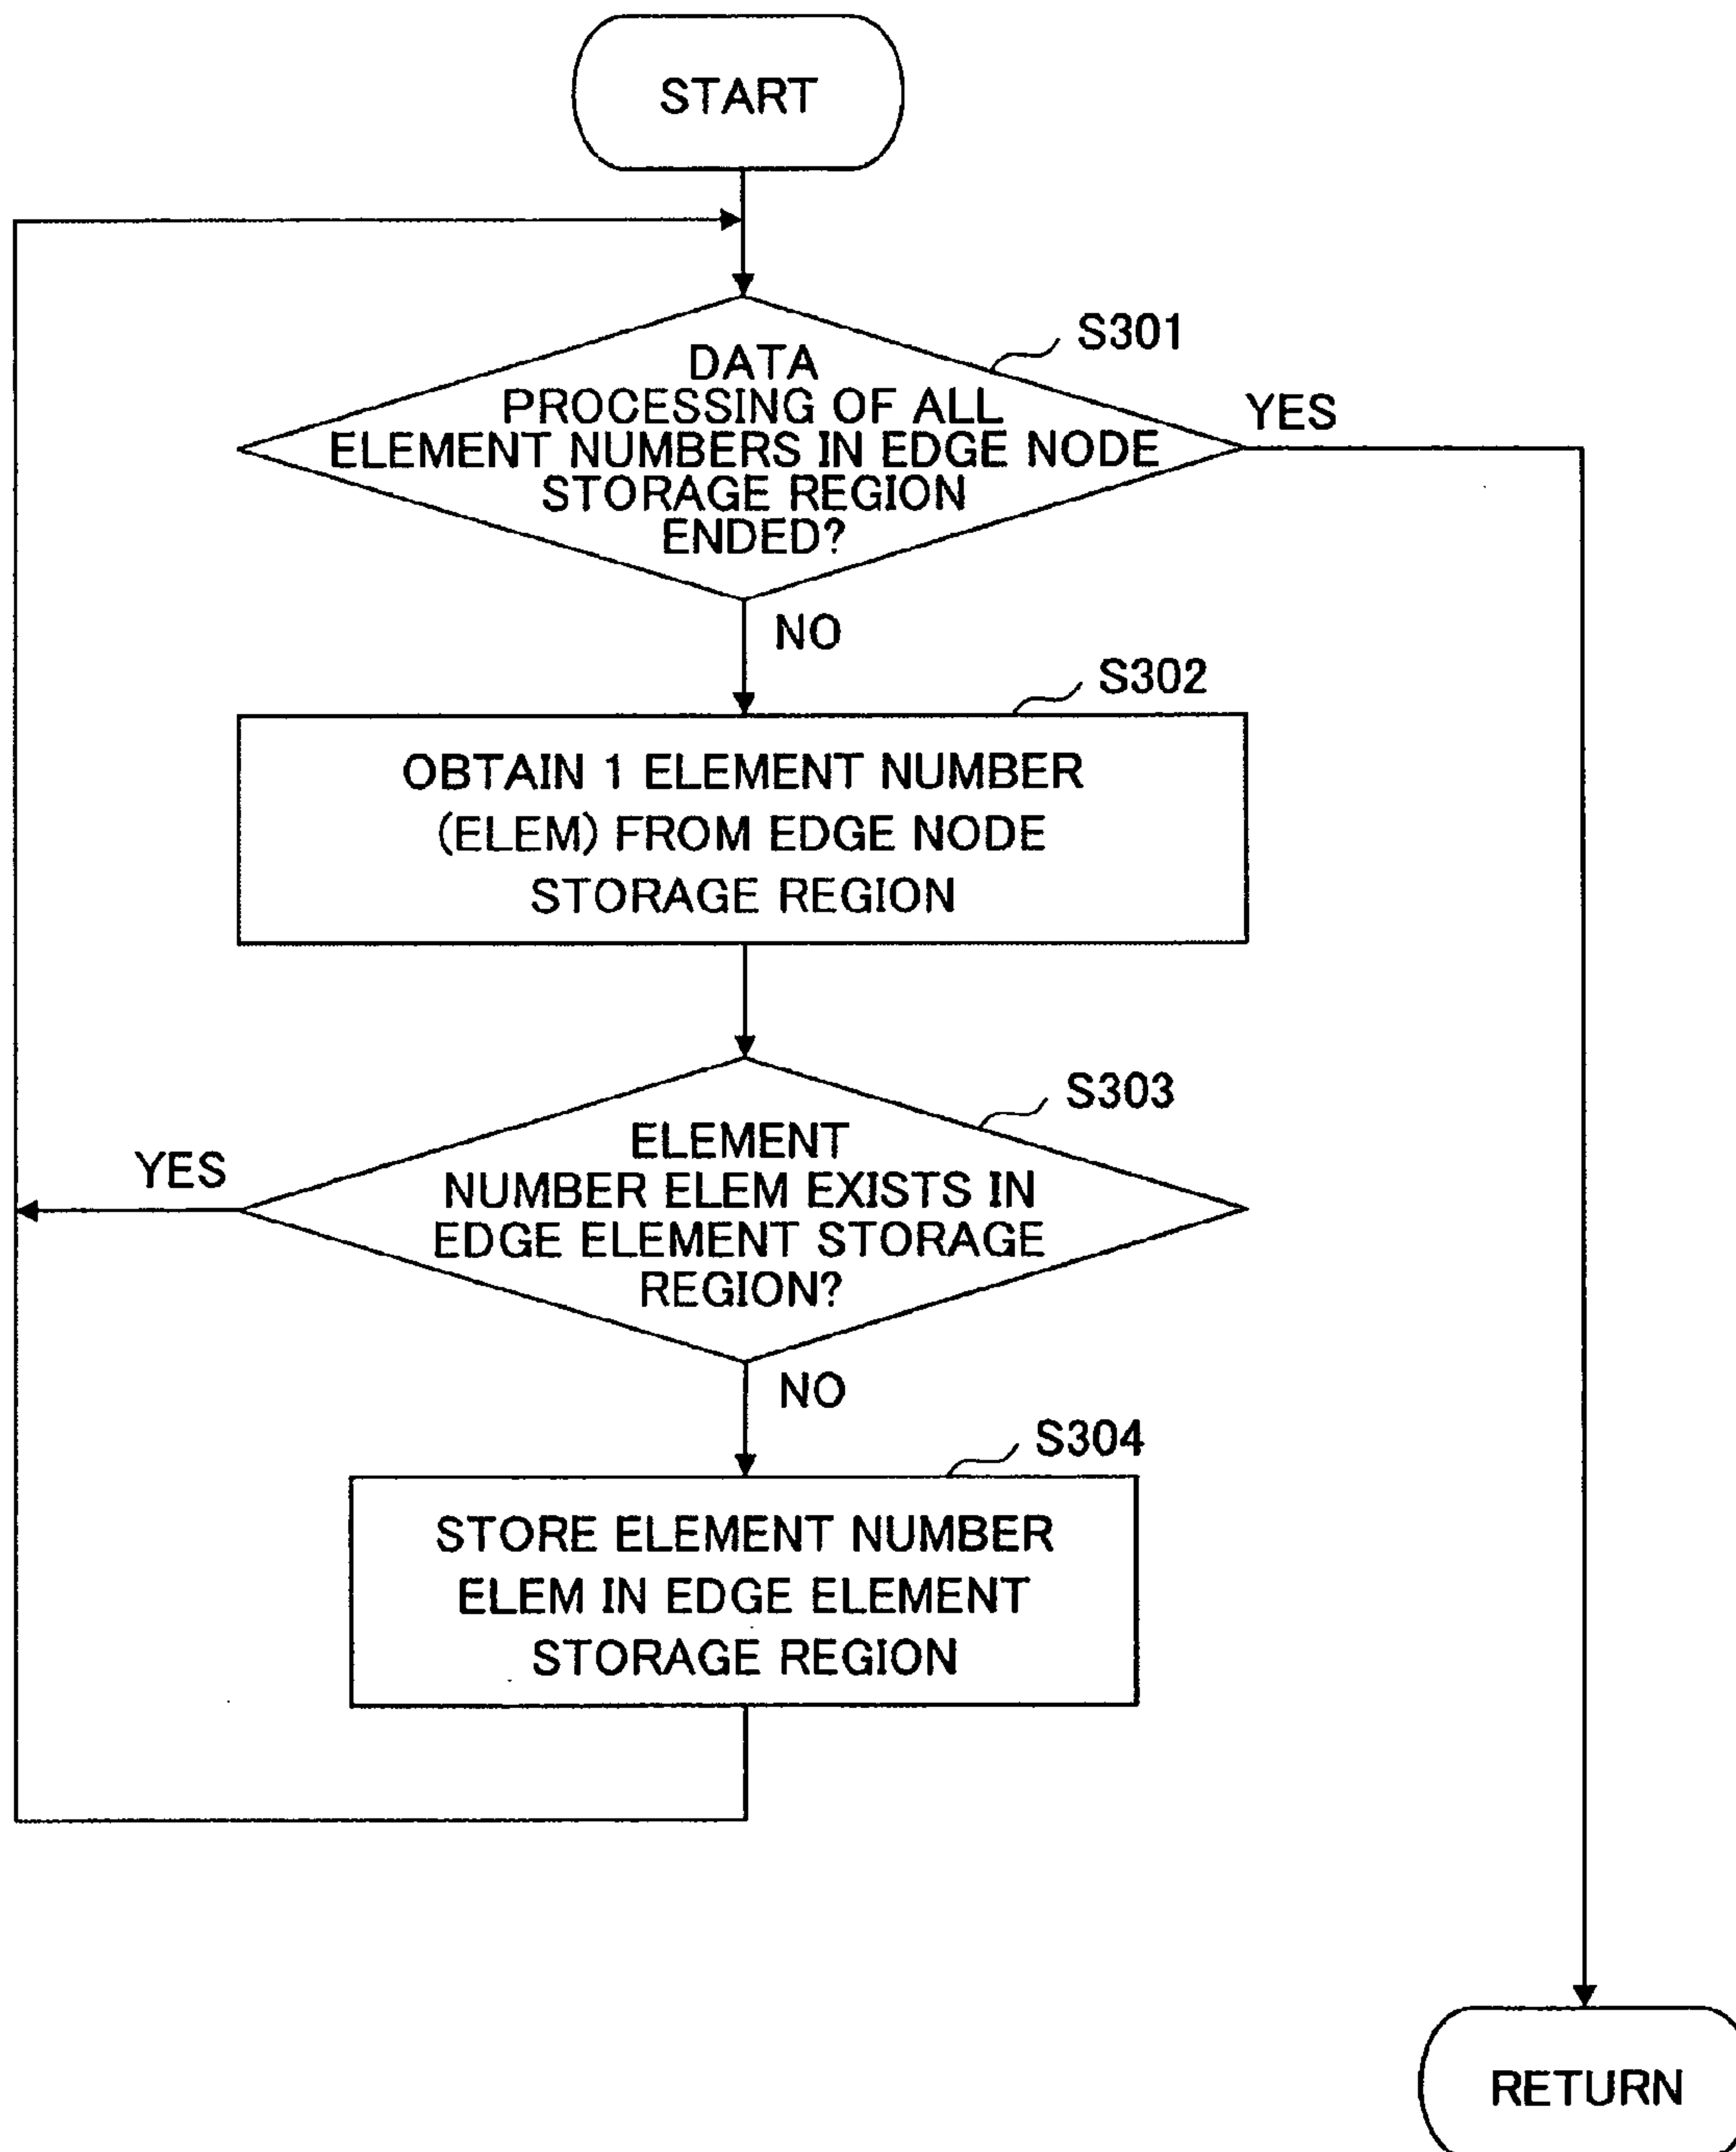 START
S301
DATA
PROCESSING OF ALL
ELEMENT NUMBERS IN EDGE NODE
STORAGE REGION
ENDED?
YES
NO
S302
OBTAIN 1 ELEMENT NUMBER
(ELEM) FROM EDGE NODE
STORAGE REGION
S303
ELEMENT
NUMBER ELEM EXISTS IN
EDGE ELEMENT STORAGE
REGION?
YES
NO
S304
STORE ELEMENT NUMBER
ELEM IN EDGE ELEMENT
STORAGE REGION
RETURN